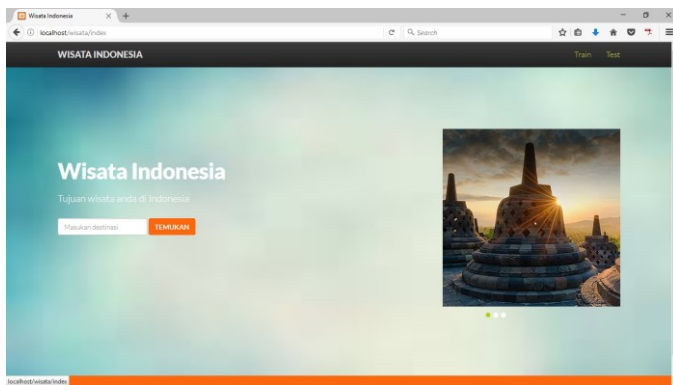 Wisata Indonesia
localhost/wisata/index
Search
WISATA INDONESIA
Train Test
Wisata Indonesia
Tujuan wisata anda di Indonesia
Masukan destinasi
TEMUKAN
localhost/wisata/index